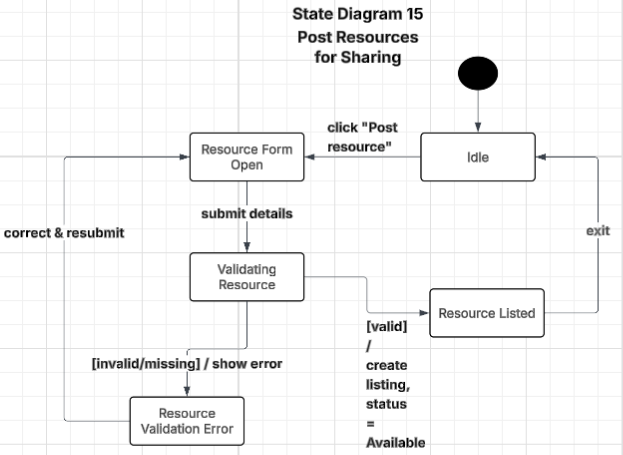 State Diagram 15
Post Resources
for Sharing
click "Post
resource"
Resource Form
Open
Idle
submit details
correct & resubmit
exit
Validating
Resource
Resource Listed
[valid]
/
create
listing,
status
=
Available
[invalid/missing] / show error
Resource
Validation Error